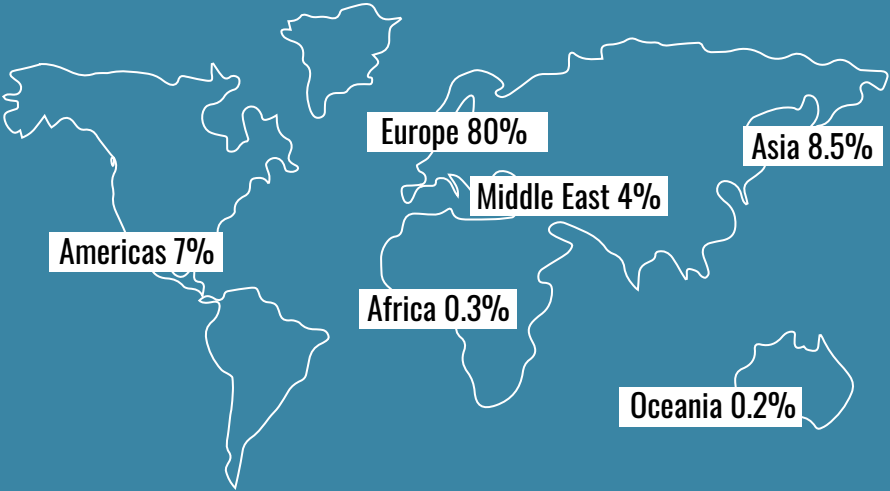 Europe 80%
Asia 8.5%
Middle East 4%
Americas 7%
Africa 0.3%
Oceania 0.2%